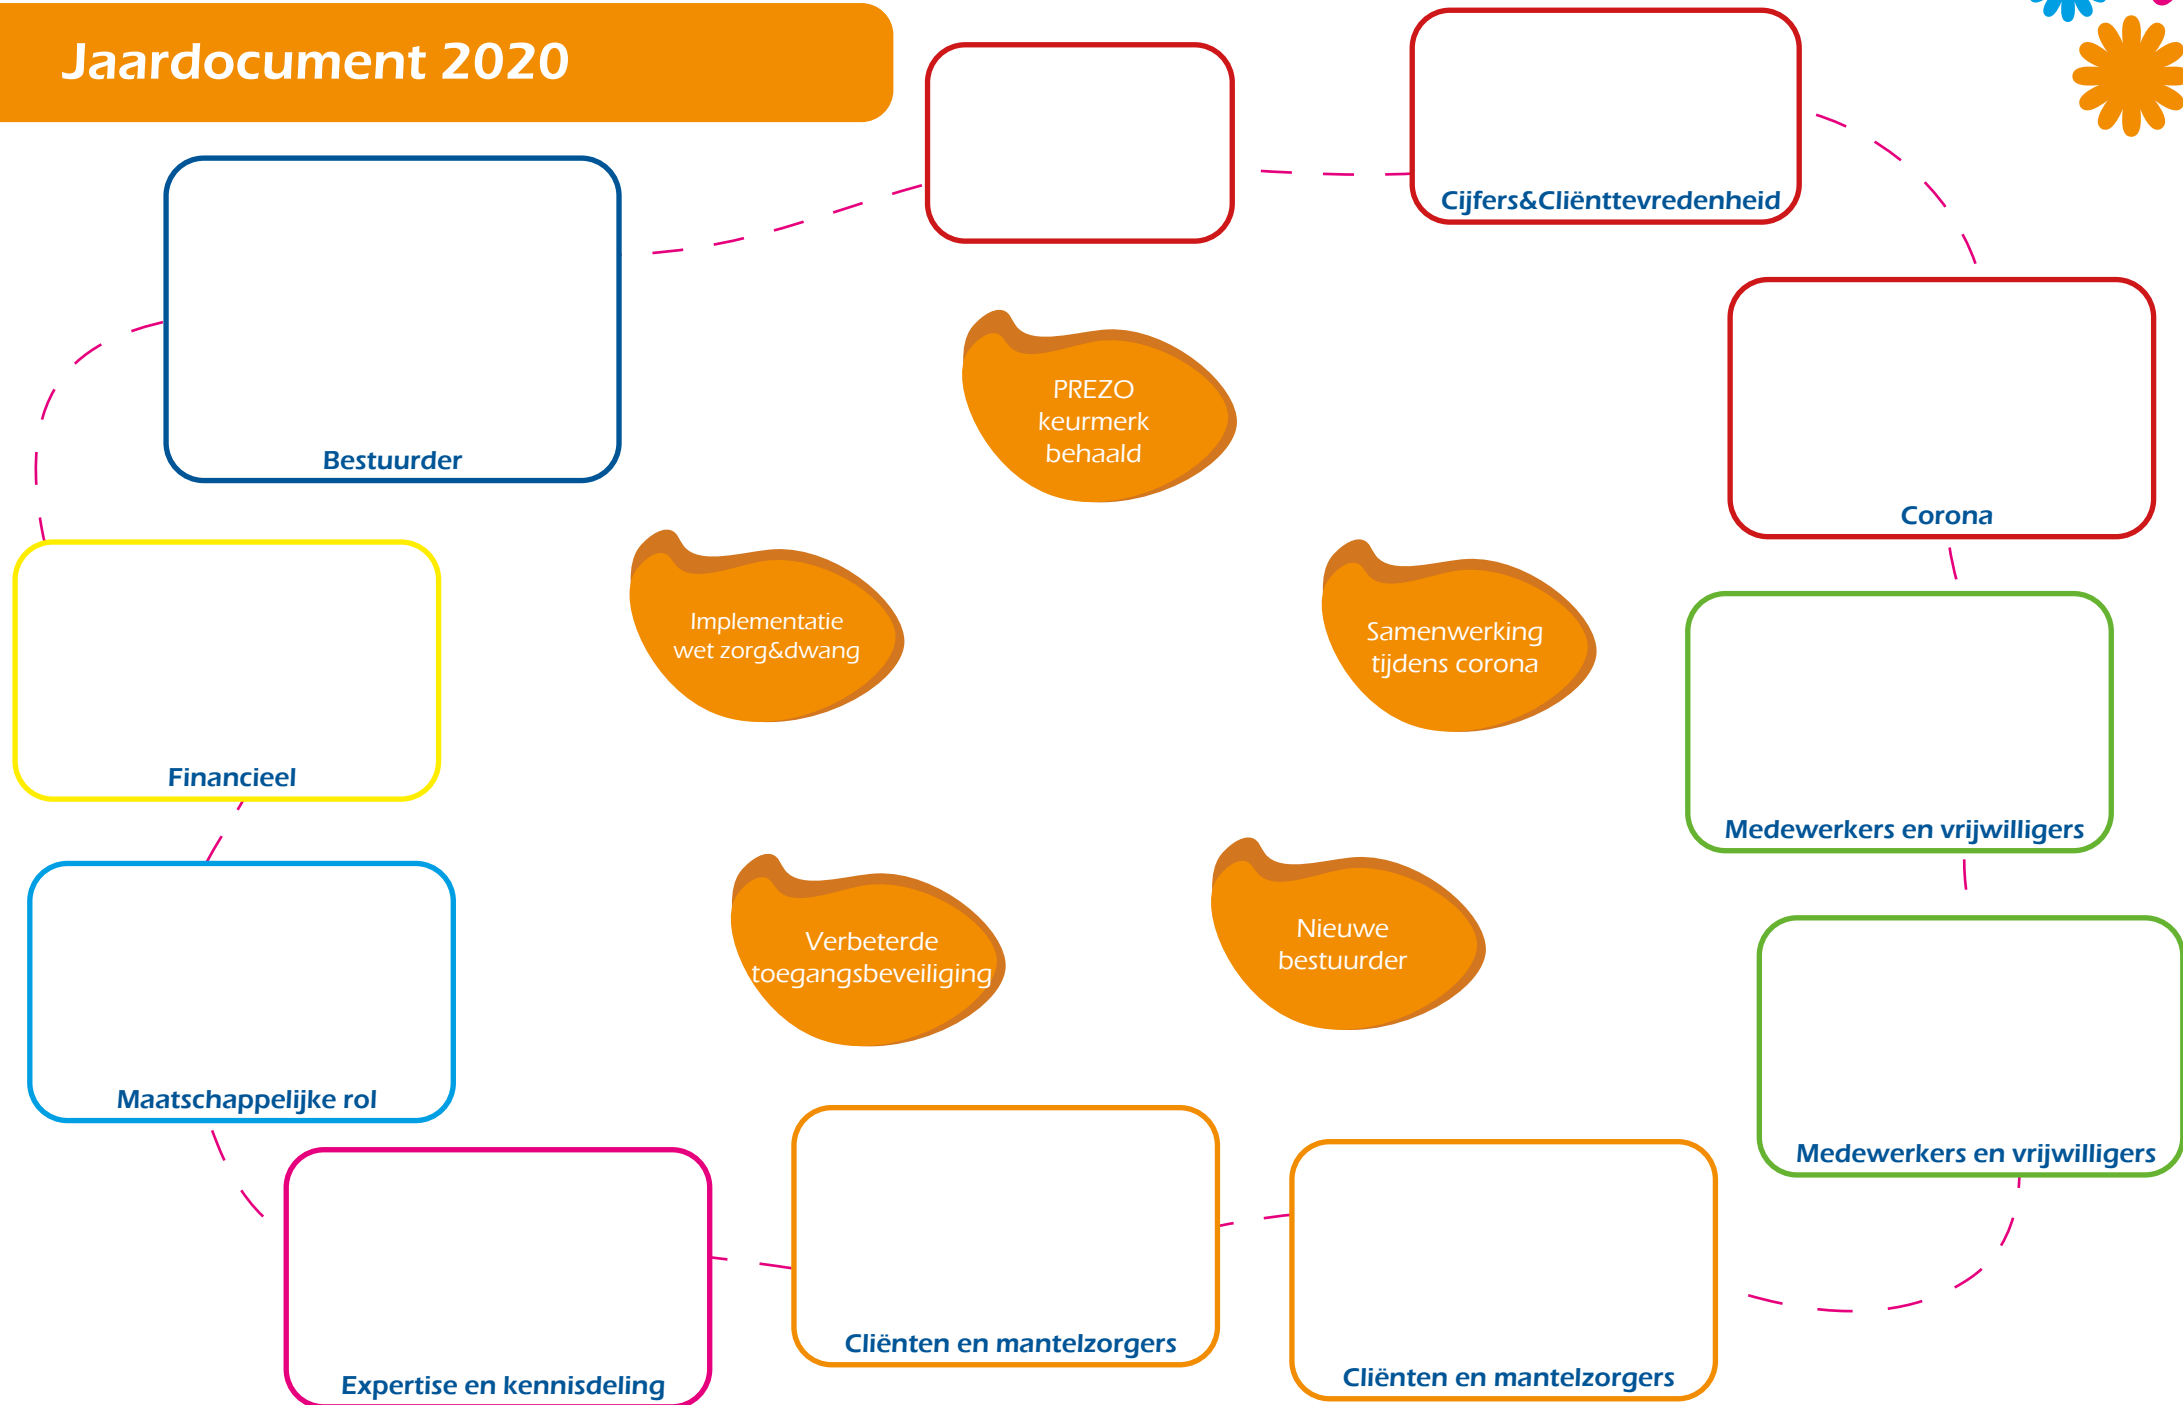 Jaardocument 2020
Cijfers&Cliënttevredenheid
Bestuurder
PREZO
keurmerk
behaald
Corona
Implementatie
wet zorg&dwang
Samenwerking
tijdens corona
Financieel
Medewerkers en vrijwilligers
Verbeterde
toegangsbeveiliging
Nieuwe
bestuurder
Maatschappelijke rol
Medewerkers en vrijwilligers
Expertise en kennisdeling
Cliënten en mantelzorgers
Cliënten en mantelzorgers